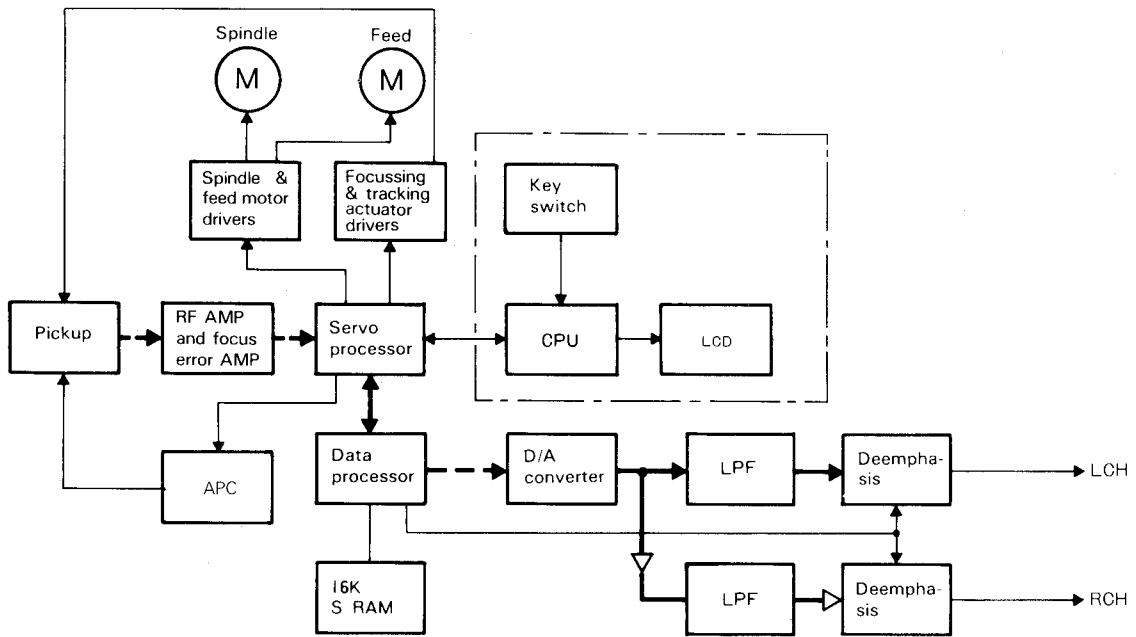 Spindle
Feed
M
M
Spindle &
feed motor
drivers
Focussing
& tracking
actuator
drivers
Key
switch
Pickup
RF AMP
and focus
error AMP
Servo
processor
CPU
LCD
APC
Data
processor
D/A
converter
LPF
Deempha-
sis
LCH
16K
S RAM
LPF
Deempha-
sis
RCH